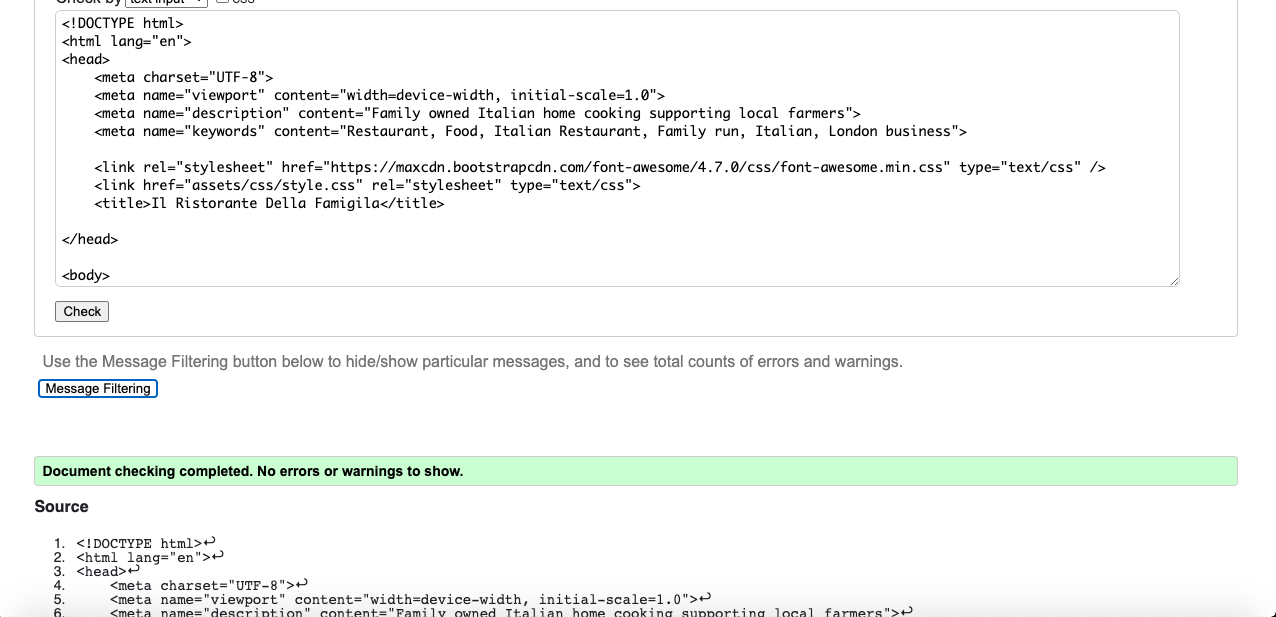 Check by text input css
<!DOCTYPE html>
<html lang="en">
<head>
    <meta charset="UTF-8">
    <meta name="viewport" content="width=device-width, initial-scale=1.0">
    <meta name="description" content="Family owned Italian home cooking supporting local farmers">
    <meta name="keywords" content="Restaurant, Food, Italian Restaurant, Family run, Italian, London business">
    <link rel="stylesheet" href="https://maxcdn.bootstrapcdn.com/font-awesome/4.7.0/css/font-awesome.min.css" type="text/css" />
    <link href="assets/css/style.css" rel="stylesheet" type="text/css">
    <title>Il Ristorante Della Famigila</title>
</head>
<body>
Check
Use the Message Filtering button below to hide/show particular messages, and to see total counts of errors and warnings.
Message Filtering
Document checking completed. No errors or warnings to show.
Source
1. <!DOCTYPE html>↩
2. <html lang="en">↩
3. <head>↩
4.     <meta charset="UTF-8">↩
5.     <meta name="viewport" content="width=device-width, initial-scale=1.0">↩
6.     <meta name="description" content="Family owned Italian home cooking supporting local farmers">↩